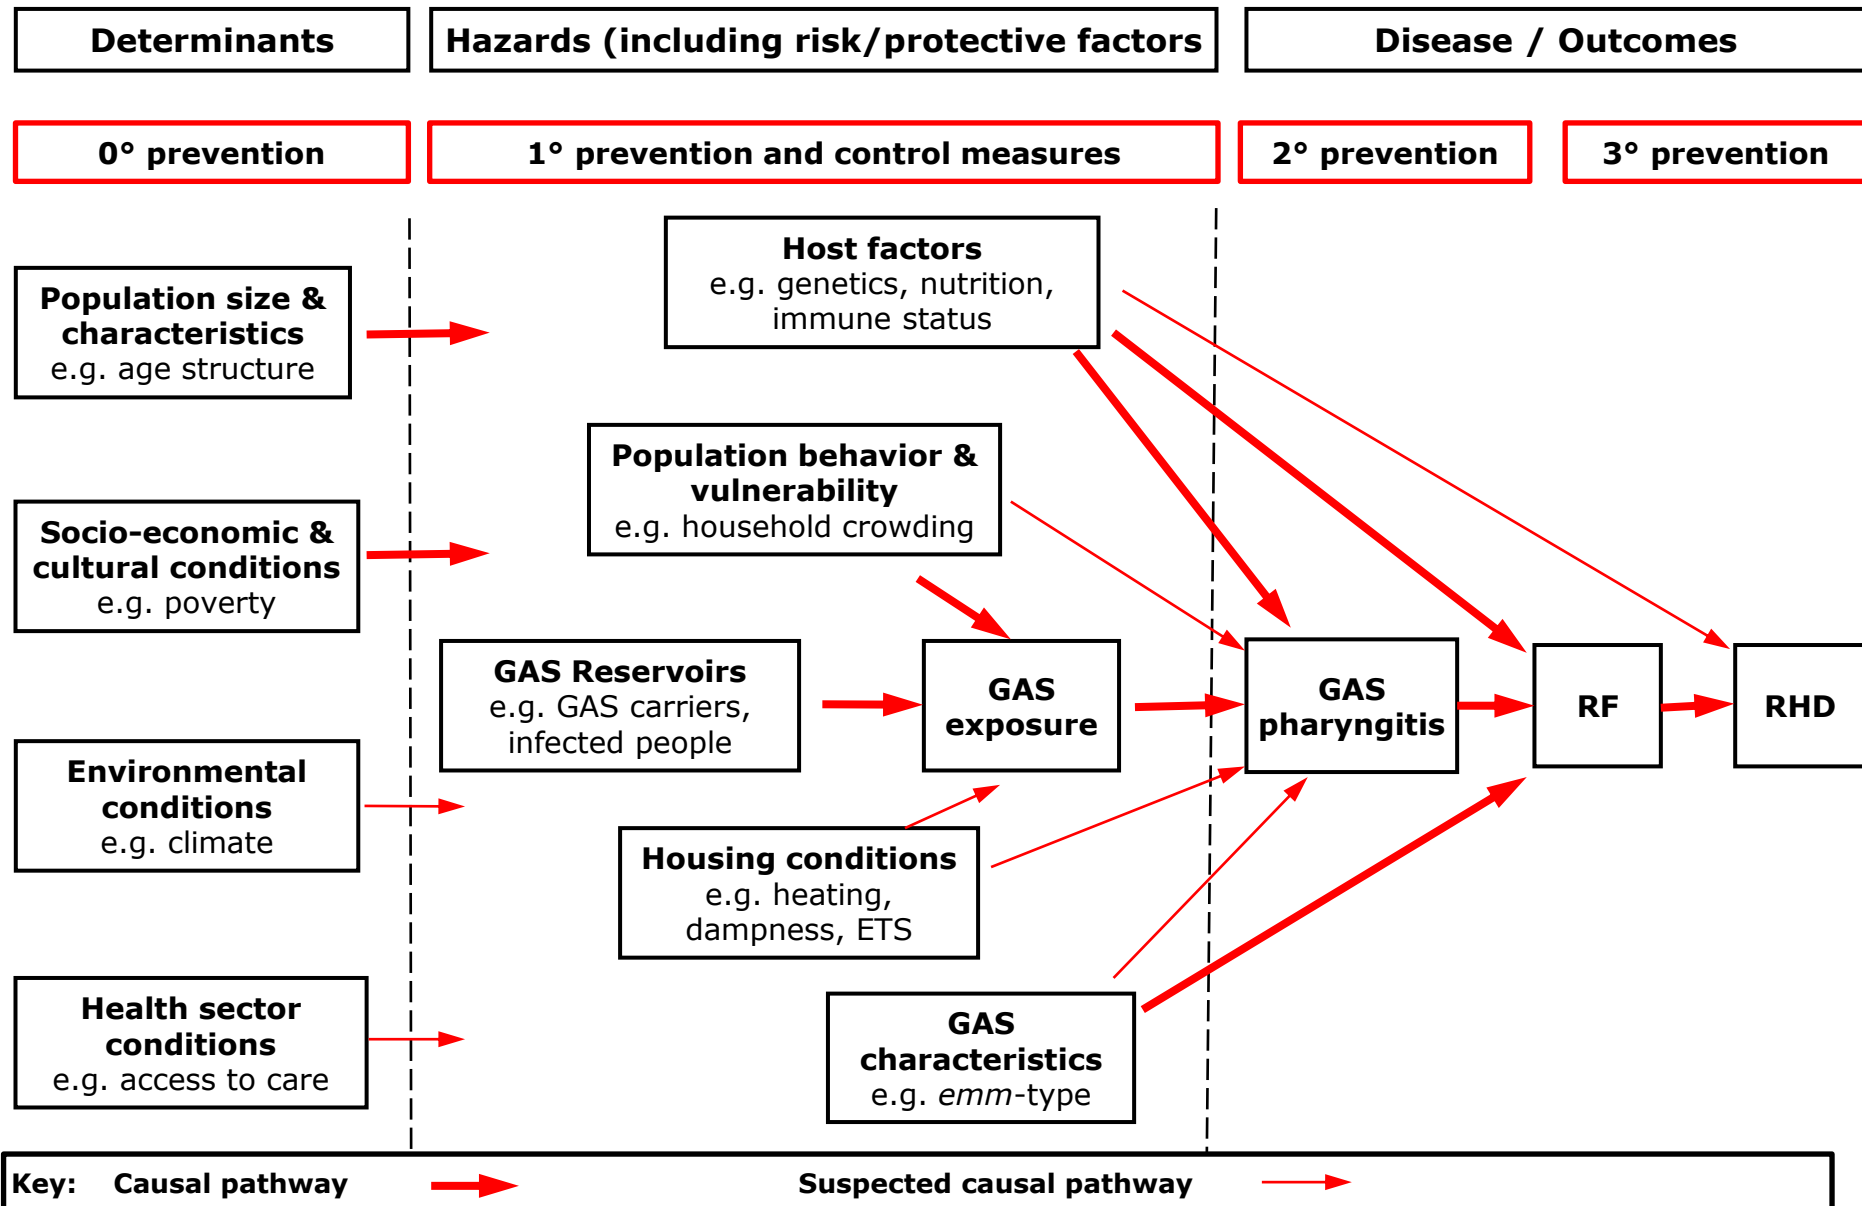 Determinants
Hazards (including risk/protective factors
Disease / Outcomes
0° prevention
1° prevention and control measures
2° prevention
3° prevention
Population size &
characteristics
e.g. age structure
Socio-economic &
cultural conditions
e.g. poverty
Environmental
conditions
e.g. climate
Health sector
conditions
e.g. access to care
Host factors
e.g. genetics, nutrition,
immune status
Population behavior &
vulnerability
e.g. household crowding
GAS Reservoirs
e.g. GAS carriers,
infected people
GAS
exposure
Housing conditions
e.g. heating,
dampness, ETS
GAS
characteristics
e.g. emm-type
GAS
pharyngitis
RF
RHD
Key: Causal pathway
Suspected causal pathway